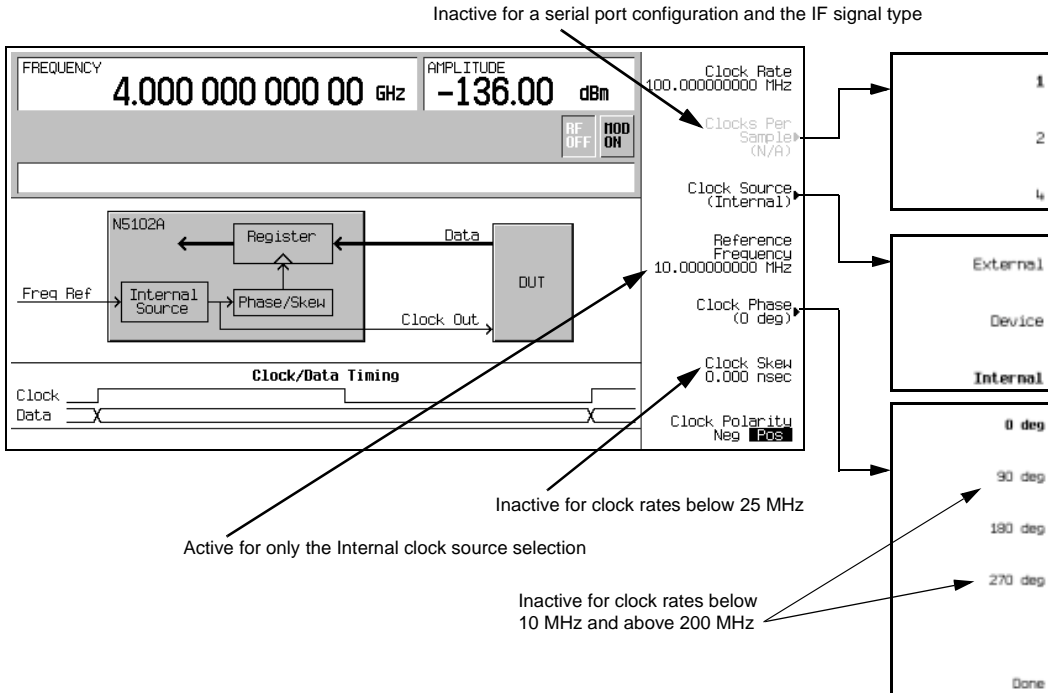 Inactive for a serial port configuration and the IF signal type
FREQUENCY
4.000 000 000 00 GHz
AMPLITUDE
-136.00 dBm
RF
OFF
MOD
ON
N5102A
Register
Data
DUT
Freq Ref
Internal
Source
Phase/Skew
Clock Out
Clock/Data Timing
Clock
Data
Clock Rate
100.000000000 MHz
Clocks Per
Sample
(N/A)
Clock Source
(Internal)
Reference
Frequency
10.000000000 MHz
Clock Phase
(0 deg)
Clock Skew
0.000 nsec
Clock Polarity
Neg Pos
1
2
4
External
Device
Internal
0 deg
90 deg
180 deg
270 deg
Done
Inactive for clock rates below 25 MHz
Active for only the Internal clock source selection
Inactive for clock rates below
10 MHz and above 200 MHz